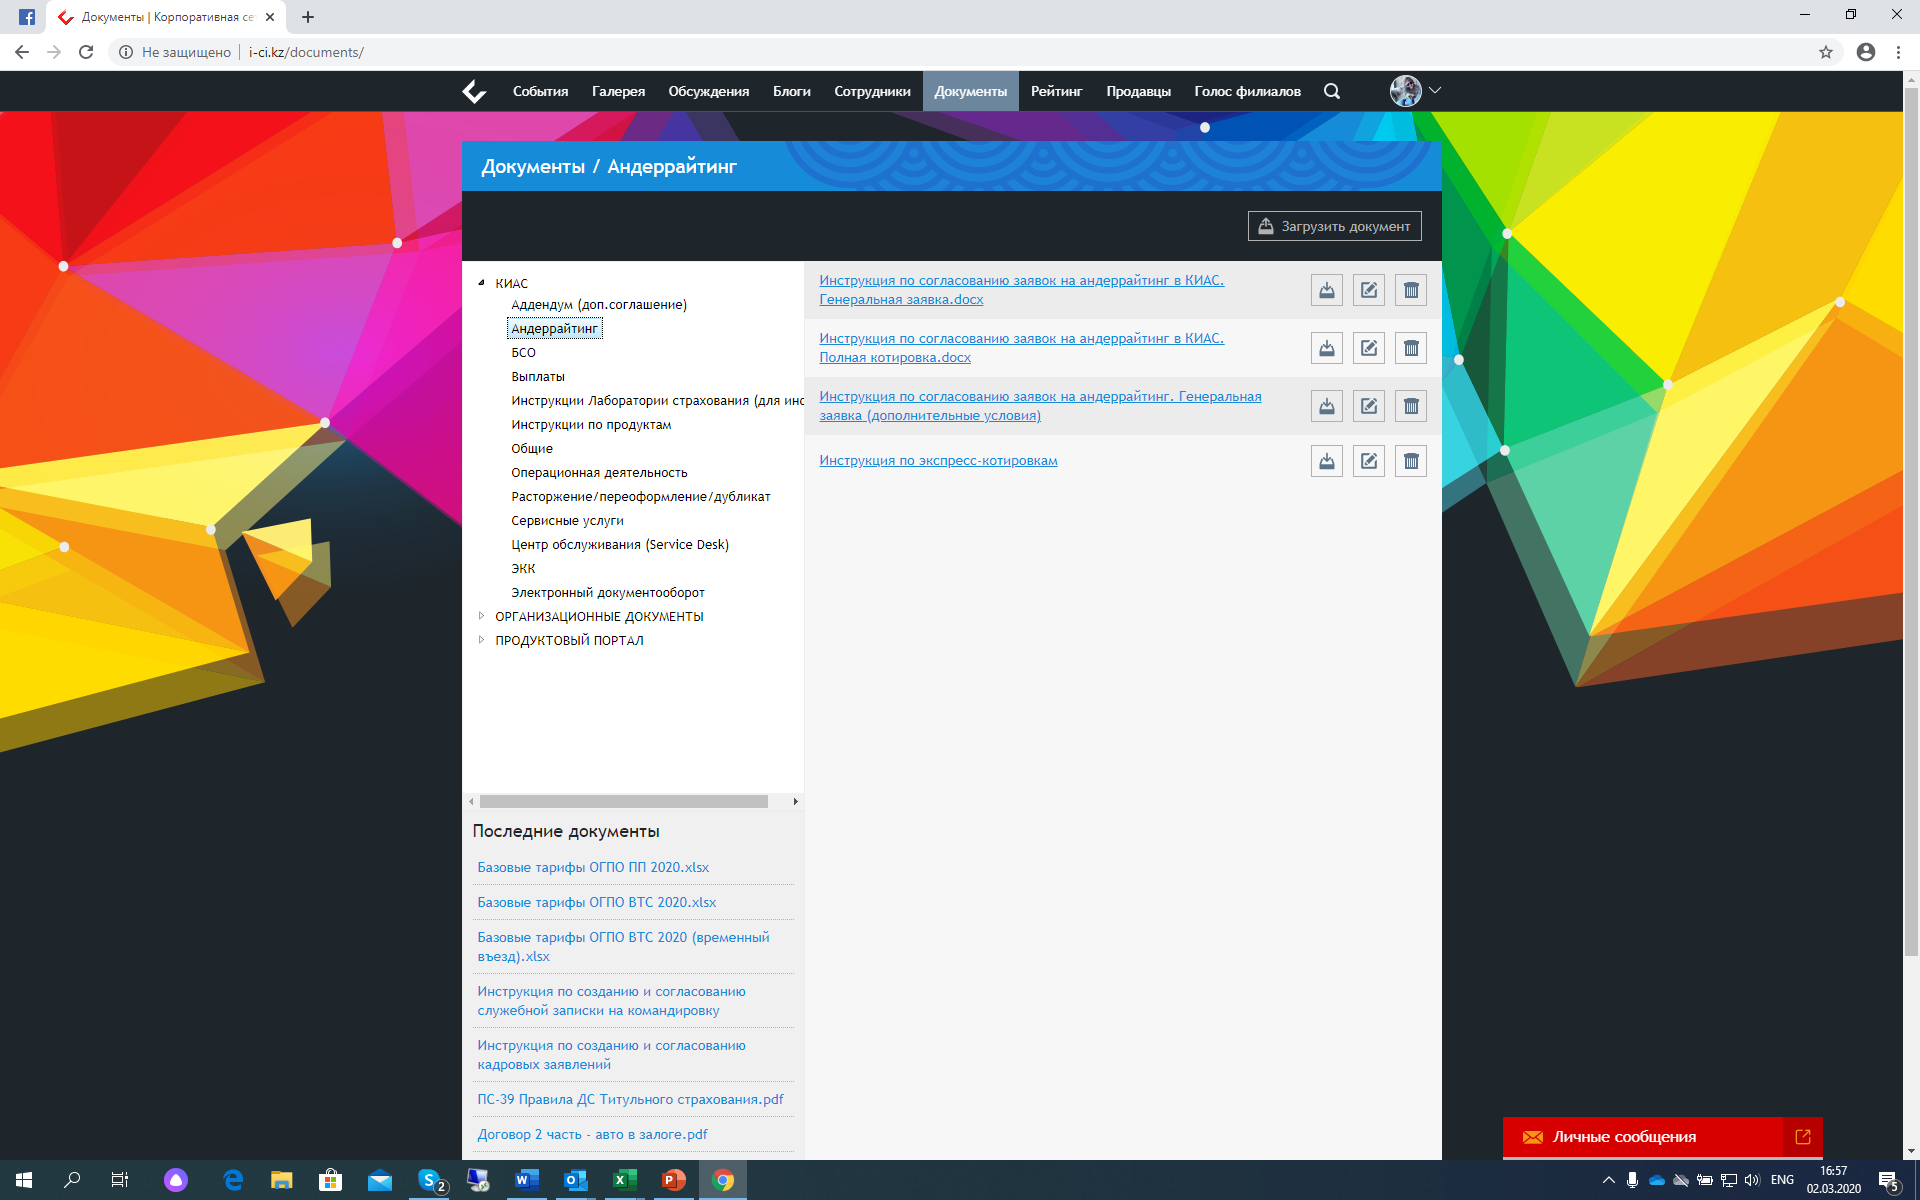 Документы | Корпоративная се
Не защищено
i-ci.kz/documents/
События
Галерея
Обсуждения
Блоги
Сотрудники
Документы
Рейтинг
Продавцы
Голос филиалов
Документы / Андеррайтинг
Загрузить документ
КИАС
Аддендум (доп.соглашение)
Андеррайтинг
БСО
Выплаты
Инструкции Лаборатории страхования (для инс
Инструкции по продуктам
Общие
Операционная деятельность
Расторжение/переоформление/дубликат
Сервисные услуги
Центр обслуживания (Service Desk)
ЭКК
Электронный документооборот
ОРГАНИЗАЦИОННЫЕ ДОКУМЕНТЫ
ПРОДУКТОВЫЙ ПОРТАЛ
Инструкция по согласованию заявок на андеррайтинг в КИАС.
Генеральная заявка.docx
Инструкция по согласованию заявок на андеррайтинг в КИАС.
Полная котировка.docx
Инструкция по согласованию заявок на андеррайтинг. Генеральная
заявка (дополнительные условия)
Инструкция по экспресс-котировкам
Последние документы
Базовые тарифы ОГПО ПП 2020.xlsx
Базовые тарифы ОГПО ВТС 2020.xlsx
Базовые тарифы ОГПО ВТС 2020 (временный
въезд).xlsx
Инструкция по созданию и согласованию
служебной записки на командировку
Инструкция по созданию и согласованию
кадровых заявлений
ПС-39 Правила ДС Титульного страхования.pdf
Договор 2 часть - авто в залоге.pdf
Личные сообщения
2
ENG
16:57
02.03.2020
5